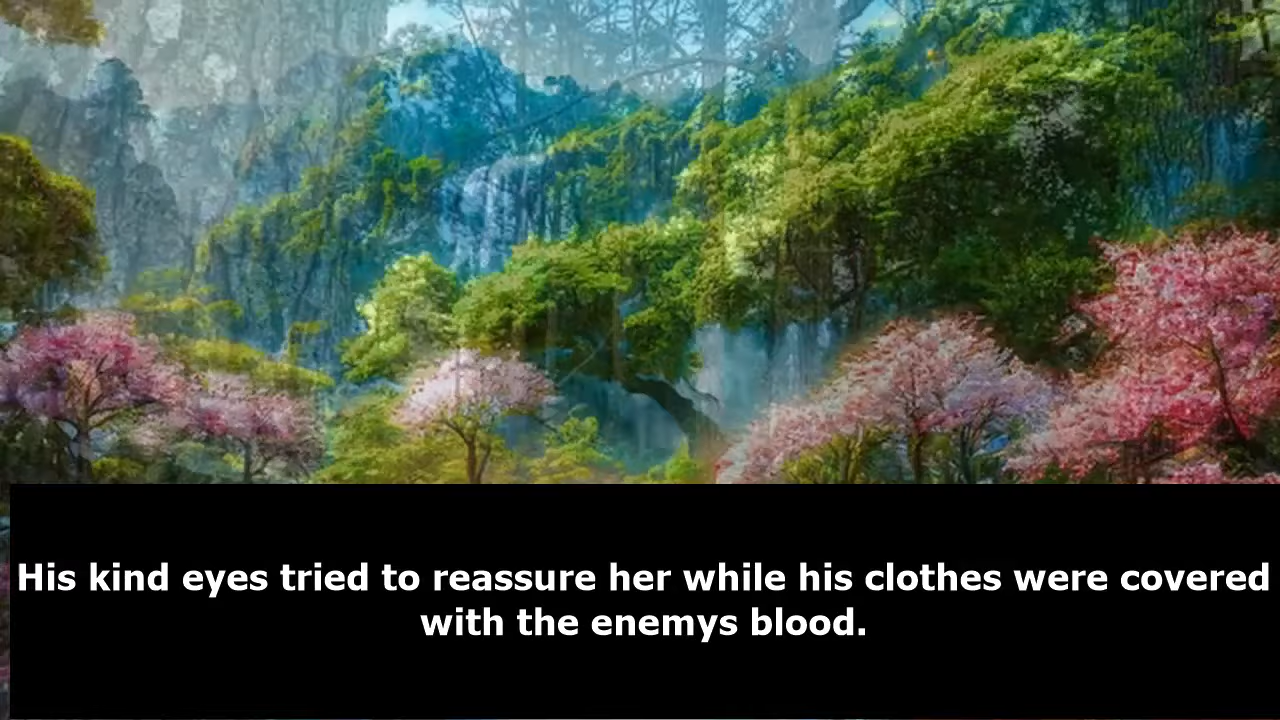 His kind eyes tried to reassure her while his clothes were covered
with the enemys blood.